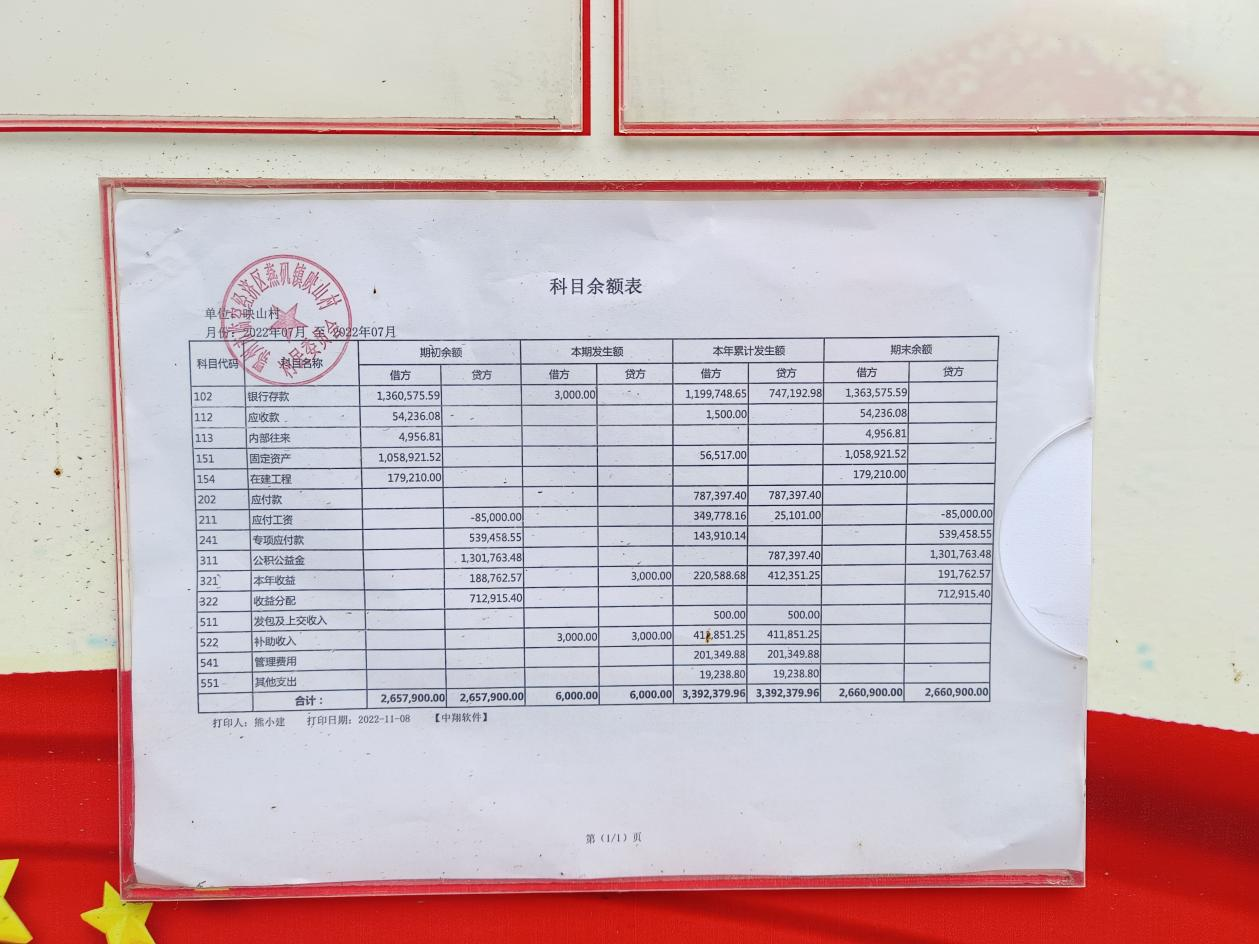 科目余额表
单位：映山村
月份：2022年07月 至 2022年07月
科目代码 科目名称 期初余额 本期发生额 本年累计发生额 期末余额
借方 贷方 借方 贷方 借方 贷方 借方 贷方
102 银行存款 1,360,575.59 3,000.00 1,199,748.65 747,192.98 1,363,575.59
112 应收款 54,236.08 1,500.00 54,236.08
113 内部往来 4,956.81 4,956.81
151 固定资产 1,058,921.52 56,517.00 1,058,921.52
154 在建工程 179,210.00 179,210.00
202 应付款 787,397.40 787,397.40
211 应付工资 -85,000.00 349,778.16 25,101.00 -85,000.00
241 专项应付款 539,458.55 143,910.14 539,458.55
311 公积公益金 1,301,763.48 787,397.40 1,301,763.48
321 本年收益 188,762.57 3,000.00 220,588.68 412,351.25 191,762.57
322 收益分配 712,915.40 712,915.40
511 发包及上交收入 500.00 500.00
522 补助收入 3,000.00 3,000.00 411,851.25 411,851.25
541 管理费用 201,349.88 201,349.88
551 其他支出 19,238.80 19,238.80
合计： 2,657,900.00 2,657,900.00 6,000.00 6,000.00 3,392,379.96 3,392,379.96 2,660,900.00 2,660,900.00
打印人：熊小建 打印日期：2022-11-08 【中翔软件】
第（1/1）页
经济区燕矶镇映山村
村民委员会